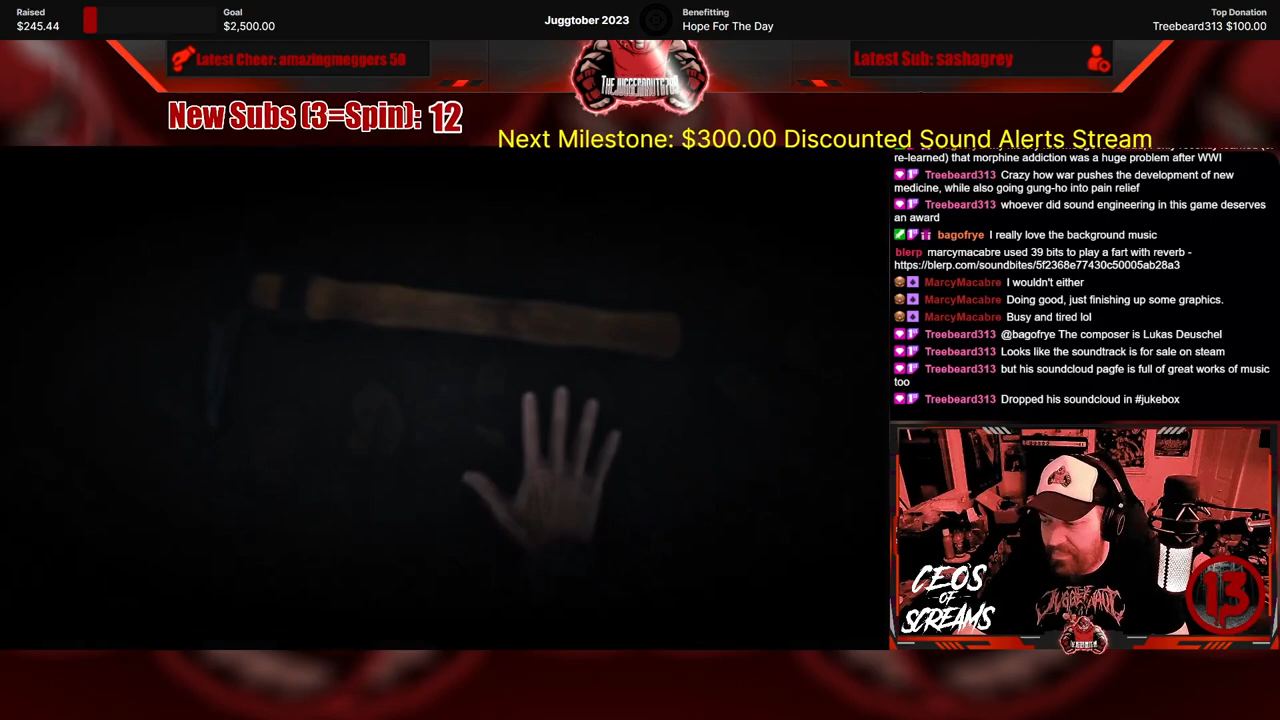 Raised
$245.44
Goal
$2,500.00
Juggtober 2023
Benefitting
Hope For The Day
Top Donation
Treebeard313 $100.00
Latest Cheer: amazingmeggers 50
THEJUGGERNAUT6789
Latest Sub: sashagrey
New Subs (3=Spin): 12
Next Milestone: $300.00 Discounted Sound Alerts Stream
re-learned) that morphine addiction was a huge problem after WWI
Treebeard313 Crazy how war pushes the development of new
medicine, while also going gung-ho into pain relief
Treebeard313 whoever did sound engineering in this game deserves
an award
bagofrye I really love the background music
blerp marcymacabre used 39 bits to play a fart with reverb -
https://blerp.com/soundbites/5f2368e77430c50005ab28a3
MarcyMacabre I wouldn't either
MarcyMacabre Doing good, just finishing up some graphics.
MarcyMacabre Busy and tired lol
Treebeard313 @bagofrye The composer is Lukas Deuschel
Treebeard313 Looks like the soundtrack is for sale on steam
Treebeard313 but his soundcloud pagfe is full of great works of music
too
Treebeard313 Dropped his soundcloud in #jukebox
CEOS
OF
SCREAMS
JUGGERNAUT
13